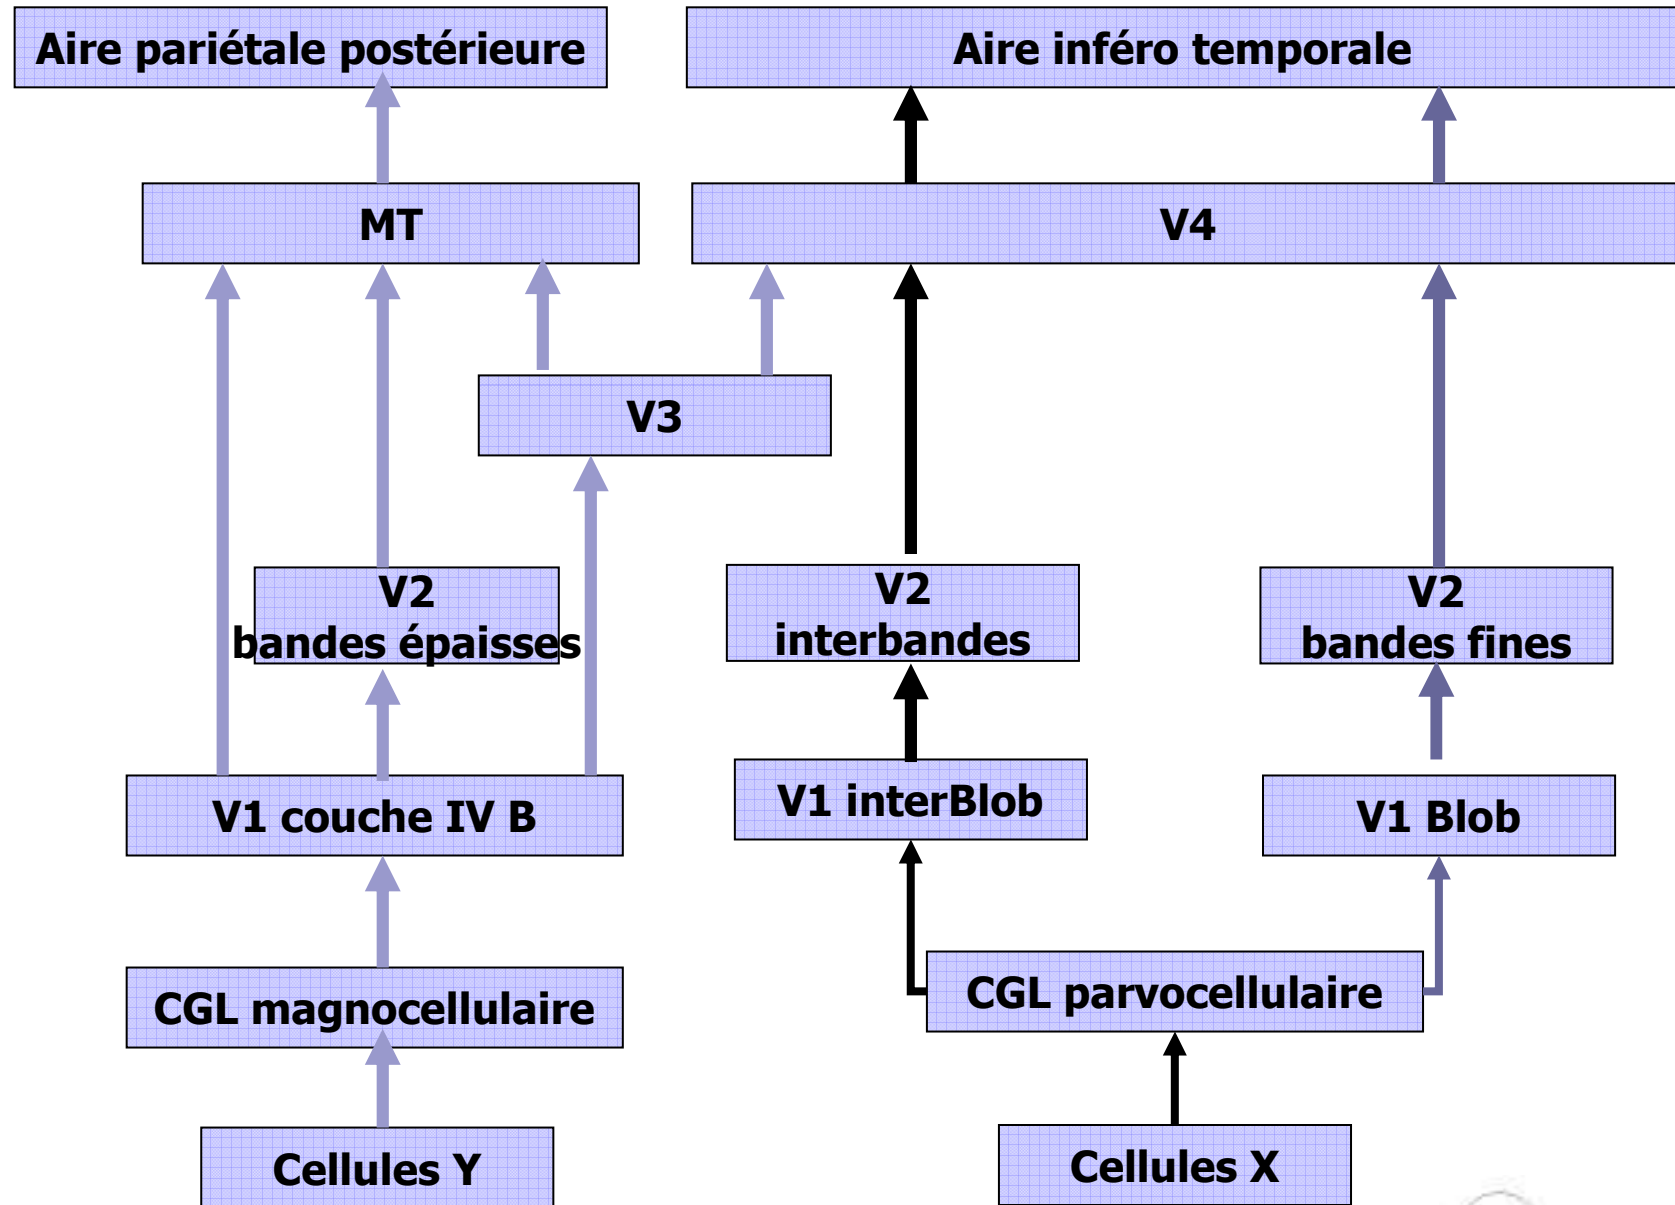 Aire pariétale postérieure
Aire inféro temporale
MT
V4
V3
V2
bandes épaisses
V2
interbandes
V2
bandes fines
V1 couche IV B
V1 interBlob
V1 Blob
CGL magnocellulaire
CGL parvocellulaire
Cellules Y
Cellules X